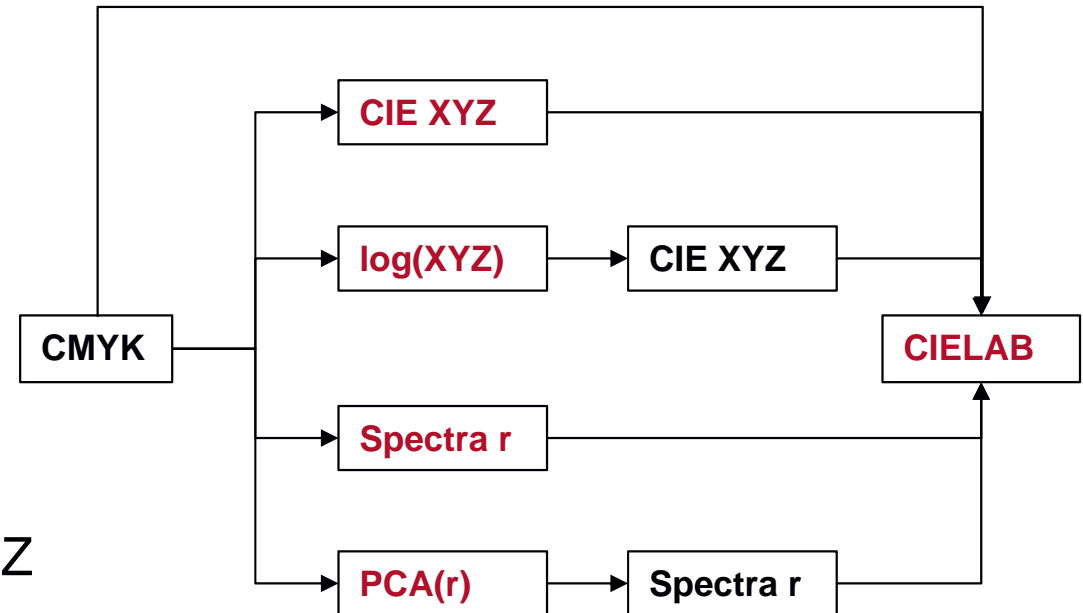 CIE XYZ
log(XYZ)
CIE XYZ
CMYK
CIELAB
Spectra r
Z
PCA(r)
Spectra r